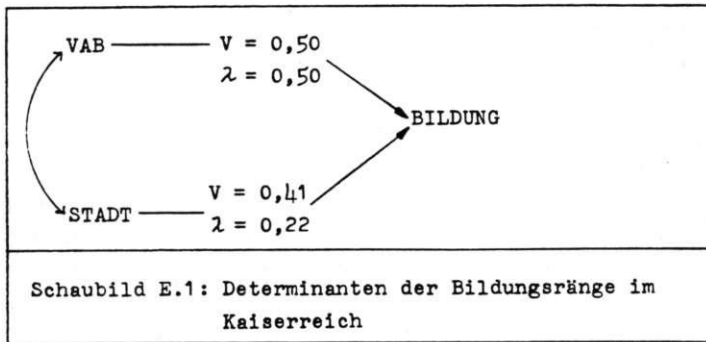 VAB V = 0,50
λ = 0,50
BILDUNG
STADT V = 0,41
λ = 0,22
Schaubild E.1: Determinanten der Bildungsränge im
Kaiserreich